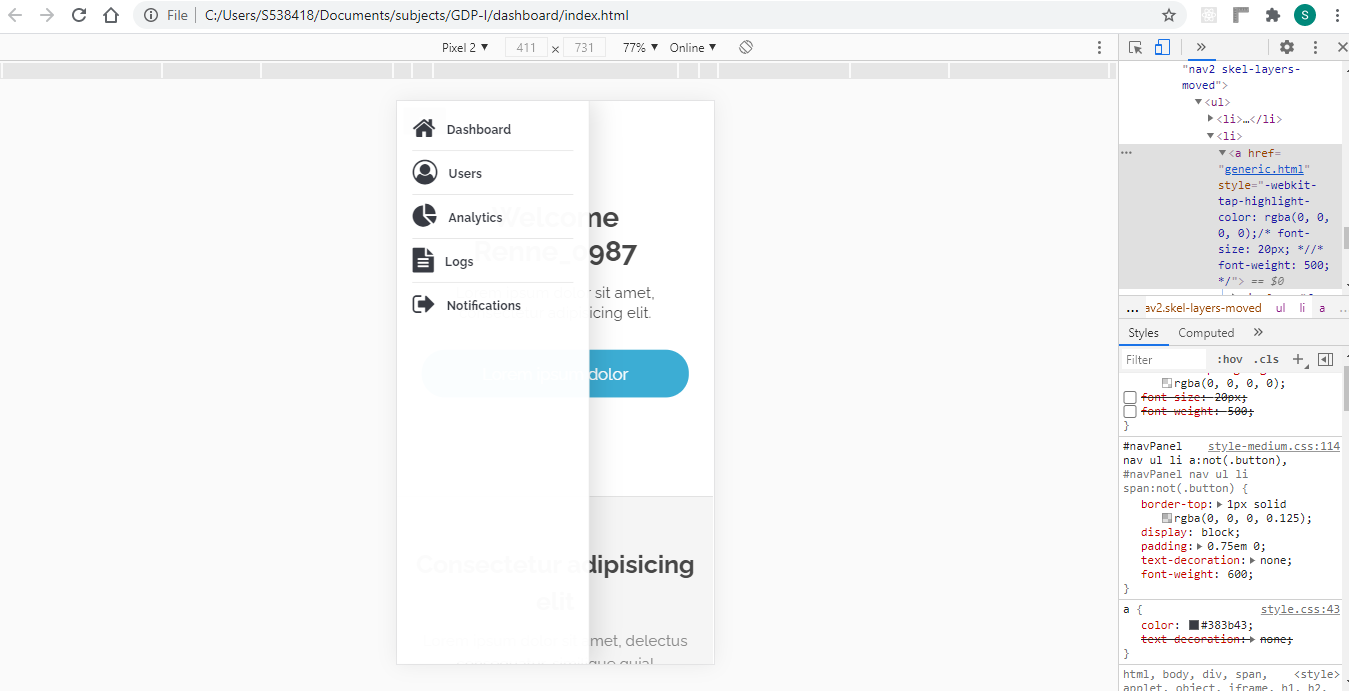 File C:/Users/S538418/Documents/subjects/GDP-I/dashboard/index.html S
Pixel 2 ▼ 411 × 731 77% ▼ Online ▼
Dashboard
Users
Analytics
Logs
Notifications
Welcome
Renne_0987
sit amet,
icing elit.
dolor
Consectetur adipisicing
elit
met, delectus
"nav2 skel-layers-
moved">
▼<ul>
▶<li>…</li>
▼<li>
… ▼<a href=
"generic.html"
style="-webkit-
tap-highlight-
color: rgba(0, 0,
0, 0);/* font-
size: 20px; *//*
font-weight: 500;
*/"> == $0
… av2.skel-layers-moved ul li a …
Styles Computed »
Filter :hov .cls +
rgba(0, 0, 0, 0);
font-size: 20px;
font-weight: 500;
}
#navPanel style-medium.css:114
nav ul li a:not(.button),
#navPanel nav ul li
span:not(.button) {
border-top:▶1px solid
rgba(0, 0, 0, 0.125);
display: block;
padding:▶0.75em 0;
text-decoration:▶none;
font-weight: 600;
}
a { style.css:43
color: #383b43;
text-decoration:▶none;
}
html, body, div, span, <style>
applet, object, iframe, h1, h2,